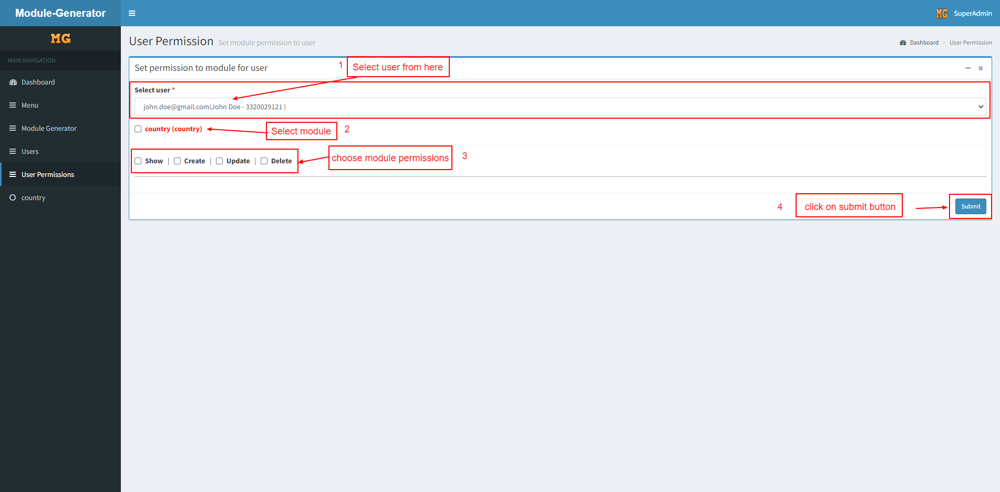 Module-Generator
MG SuperAdmin
MG
MAIN NAVIGATION
Dashboard
Menu
Module Generator
Users
User Permissions
country
User Permission Set module permission to user
Dashboard > User Permission
Set permission to module for user
1 Select user from here
Select user *
john.doe@gmail.com(John Doe - 3320029121 )
country (country)
Select module 2
Show | Create | Update | Delete
choose module permissions 3
4 click on submit button
Submit